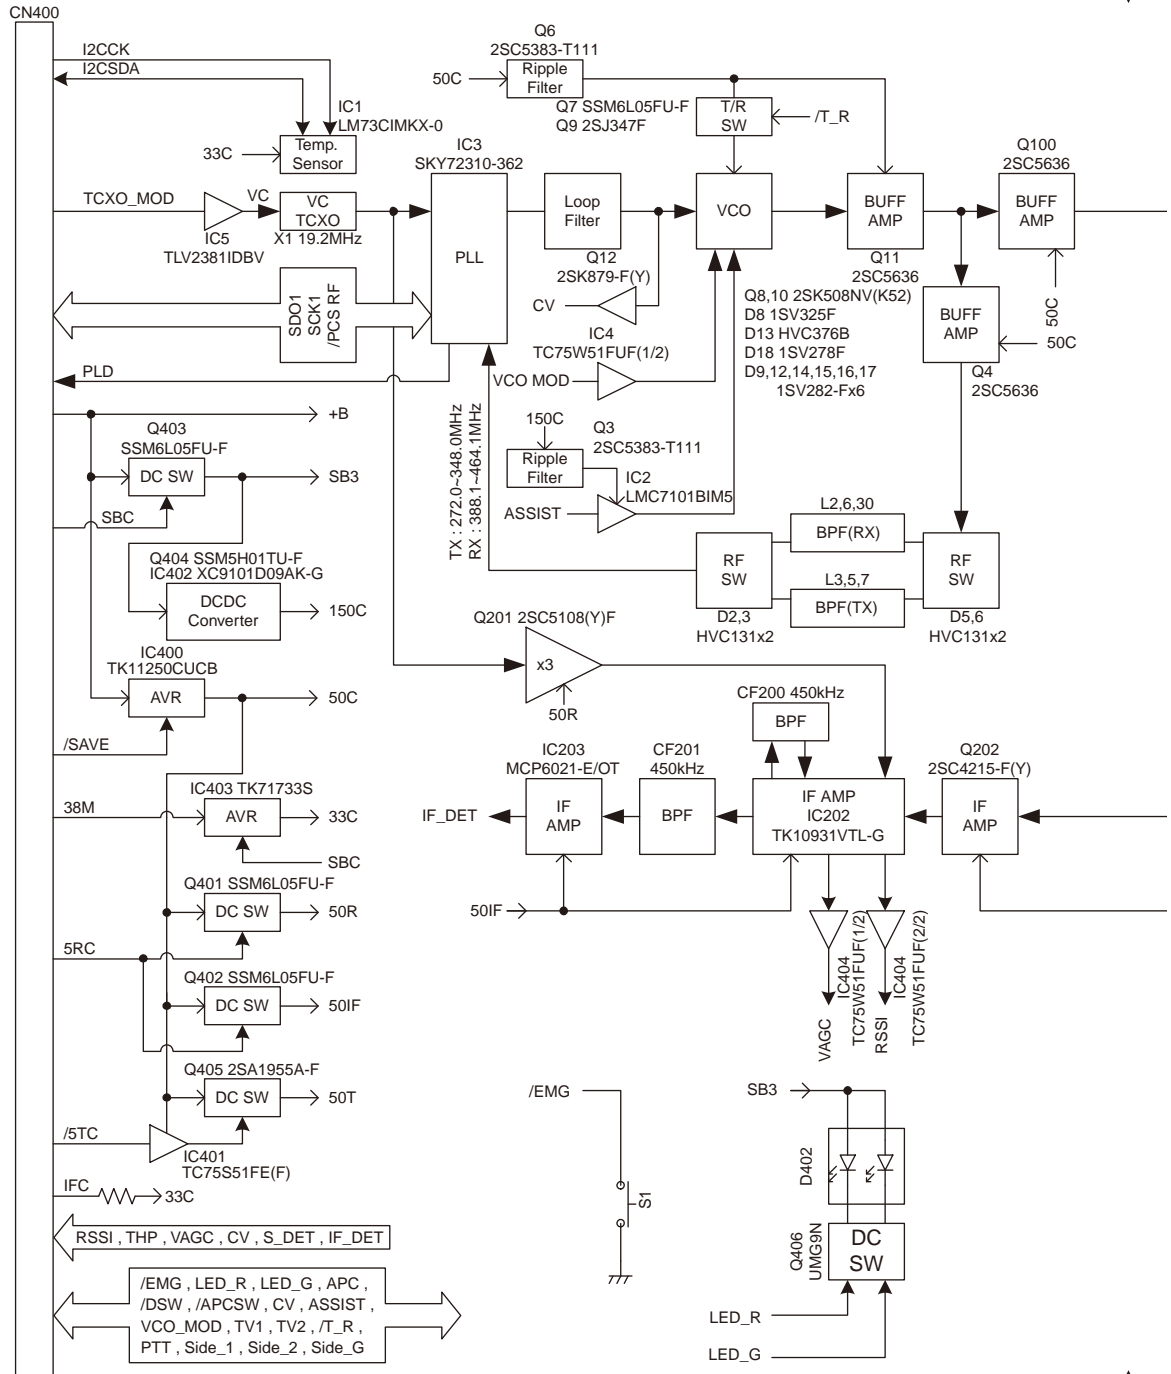 CN400
I2CCK
I2CSDA
IC1
LM73CIMKX-0
Temp.
Sensor
33C
Q6
2SC5383-T111
50C
Ripple
Filter
Q7 SSM6L05FU-F
Q9 2SJ347F
T/R
SW
/T_R
IC3
SKY72310-362
PLL
TCXO_MOD
VC
IC5
TLV2381IDBV
VC
TCXO
X1 19.2MHz
Loop
Filter
Q12
2SK879-F(Y)
VCO
BUFF
AMP
Q11
2SC5636
Q100
2SC5636
BUFF
AMP
50C
SDO1
SCK1
/PCS RF
CV
IC4
TC75W51FUF(1/2)
VCO MOD
Q8,10 2SK508NV(K52)
D8 1SV325F
D13 HVC376B
D18 1SV278F
D9,12,14,15,16,17
1SV282-Fx6
BUFF
AMP
50C
Q4
2SC5636
PLD
+B
Q403
SSM6L05FU-F
DC SW
SB3
SBC
150C
Q3
2SC5383-T111
Ripple
Filter
IC2
LMC7101BIM5
ASSIST
TX : 272.0~348.0MHz
RX : 388.1~464.1MHz
L2,6,30
BPF(RX)
RF
SW
RF
SW
L3,5,7
BPF(TX)
D2,3
HVC131x2
D5,6
HVC131x2
Q404 SSM5H01TU-F
IC402 XC9101D09AK-G
DCDC
Converter
150C
Q201 2SC5108(Y)F
x3
50R
IC400
TK11250CUCB
AVR
50C
/SAVE
CF200 450kHz
BPF
IC203
MCP6021-E/OT
IF_DET
IF
AMP
CF201
450kHz
BPF
IF AMP
IC202
TK10931VTL-G
Q202
2SC4215-F(Y)
IF
AMP
IC403 TK71733S
38M
AVR
33C
SBC
Q401 SSM6L05FU-F
DC SW
50R
50IF
5RC
Q402 SSM6L05FU-F
DC SW
50IF
IC404
TC75W51FUF(1/2)
IC404
TC75W51FUF(2/2)
VAGC
RSSI
Q405 2SA1955A-F
DC SW
50T
/5TC
IC401
TC75S51FE(F)
/EMG
S1
SB3
D402
Q406
UMG9N
DC
SW
LED_R
LED_G
IFC
33C
RSSI , THP , VAGC , CV , S_DET , IF_DET
/EMG , LED_R , LED_G , APC ,
/DSW , /APCSW , CV , ASSIST ,
VCO_MOD , TV1 , TV2 , /T_R ,
PTT , Side_1 , Side_2 , Side_G